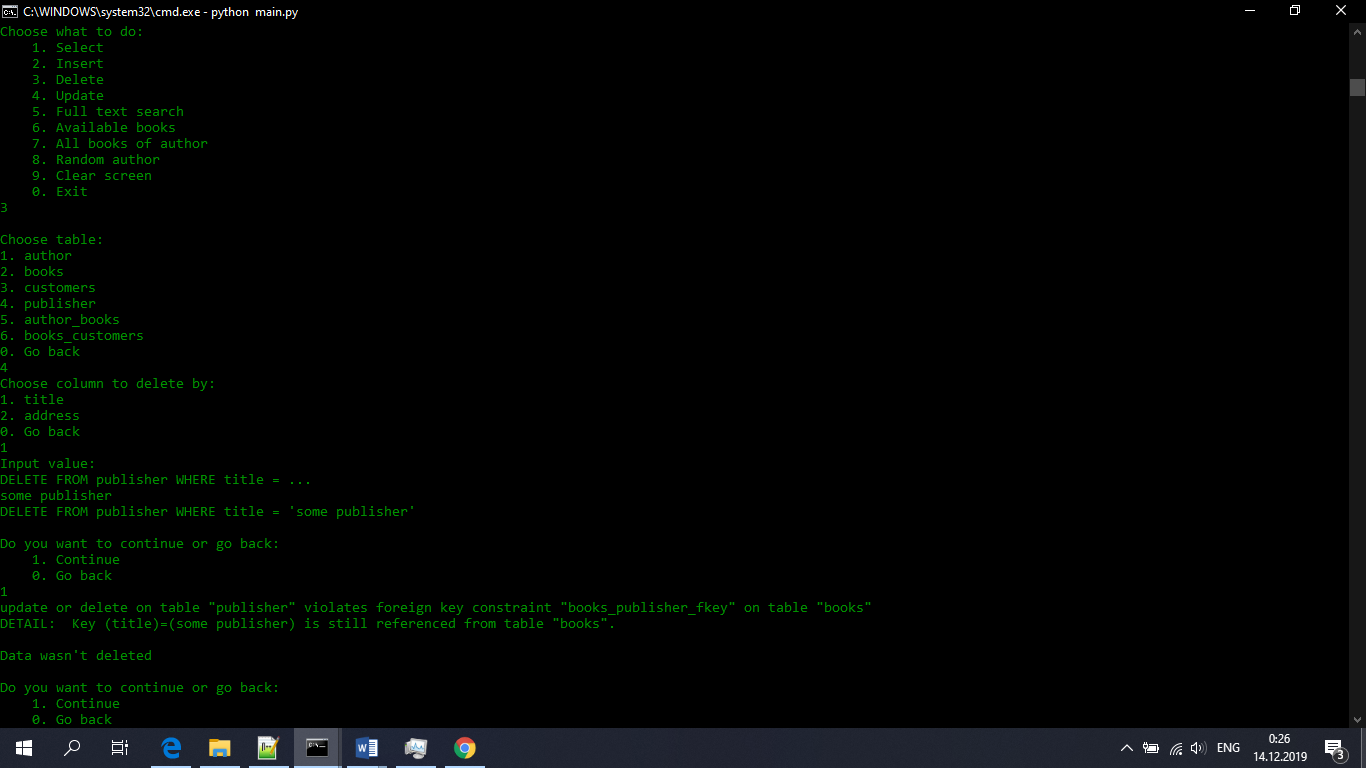 C:\WINDOWS\system32\cmd.exe - python  main.py
Choose what to do:
    1. Select
    2. Insert
    3. Delete
    4. Update
    5. Full text search
    6. Available books
    7. All books of author
    8. Random author
    9. Clear screen
    0. Exit
3
Choose table:
1. author
2. books
3. customers
4. publisher
5. author_books
6. books_customers
0. Go back
4
Choose column to delete by:
1. title
2. address
0. Go back
1
Input value:
DELETE FROM publisher WHERE title = ...
some publisher
DELETE FROM publisher WHERE title = 'some publisher'
Do you want to continue or go back:
    1. Continue
    0. Go back
1
update or delete on table "publisher" violates foreign key constraint "books_publisher_fkey" on table "books"
DETAIL:  Key (title)=(some publisher) is still referenced from table "books".
Data wasn't deleted
Do you want to continue or go back:
    1. Continue
    0. Go back
ENG
0:26
14.12.2019
3